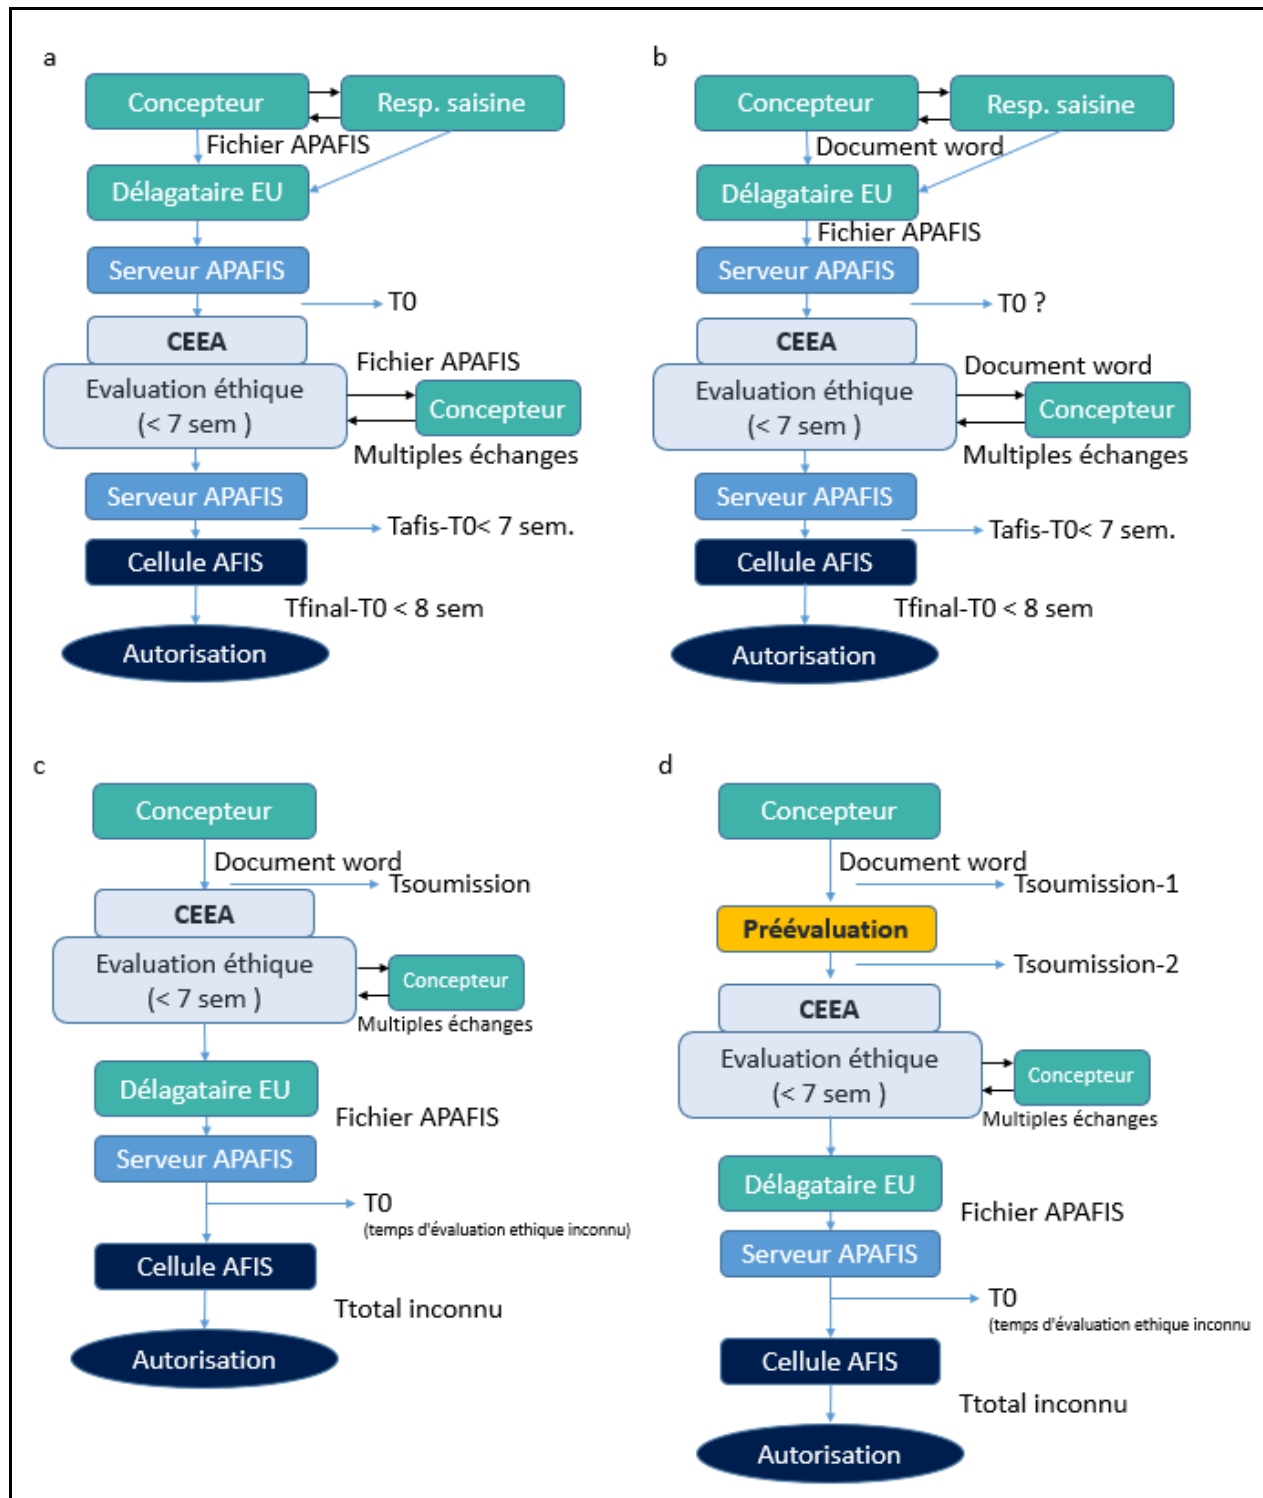 a
Concepteur
Resp. saisine
Fichier APAFIS
Délagataire EU
Serveur APAFIS
T0
CEEA
Fichier APAFIS
Evaluation éthique
(< 7 sem )
Concepteur
Multiples échanges
Serveur APAFIS
Tafis-T0< 7 sem.
Cellule AFIS
Tfinal-T0 < 8 sem
Autorisation
b
Concepteur
Resp. saisine
Document word
Délagataire EU
Fichier APAFIS
Serveur APAFIS
T0 ?
CEEA
Document word
Evaluation éthique
(< 7 sem )
Concepteur
Multiples échanges
Serveur APAFIS
Tafis-T0< 7 sem.
Cellule AFIS
Tfinal-T0 < 8 sem
Autorisation
c
Concepteur
Document word
Tsoumission
CEEA
Evaluation éthique
(< 7 sem )
Concepteur
Multiples échanges
Délagataire EU
Fichier APAFIS
Serveur APAFIS
T0
(temps d'évaluation ethique inconnu)
Cellule AFIS
Ttotal inconnu
Autorisation
d
Concepteur
Document word
Tsoumission-1
Préévaluation
Tsoumission-2
CEEA
Evaluation éthique
(< 7 sem )
Concepteur
Multiples échanges
Délagataire EU
Fichier APAFIS
Serveur APAFIS
T0
(temps d'évaluation ethique inconnu
Cellule AFIS
Ttotal inconnu
Autorisation